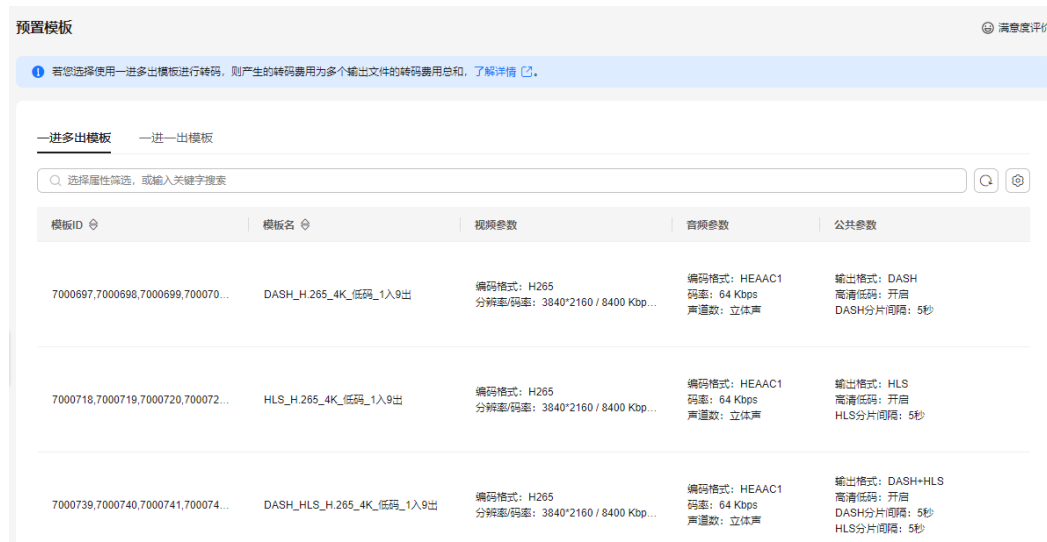 预置模板
满意度评价
若您选择使用一进多出模板进行转码，则产生的转码费用为多个输出文件的转码费用总和，了解详情。
一进多出模板 一进一出模板
选择属性筛选，或输入关键字搜索
模板ID 模板名 视频参数 音频参数 公共参数
7000697,7000698,7000699,700070...
DASH_H.265_4K_低码_1入9出
编码格式：H265
分辨率/码率：3840*2160 / 8400 Kbp...
编码格式：HEAAC1
码率：64 Kbps
声道数：立体声
输出格式：DASH
高清低码：开启
DASH分片间隔：5秒
7000718,7000719,7000720,700072...
HLS_H.265_4K_低码_1入9出
编码格式：H265
分辨率/码率：3840*2160 / 8400 Kbp...
编码格式：HEAAC1
码率：64 Kbps
声道数：立体声
输出格式：HLS
高清低码：开启
HLS分片间隔：5秒
7000739,7000740,7000741,700074...
DASH_HLS_H.265_4K_低码_1入9出
编码格式：H265
分辨率/码率：3840*2160 / 8400 Kbp...
编码格式：HEAAC1
码率：64 Kbps
声道数：立体声
输出格式：DASH+HLS
高清低码：开启
DASH分片间隔：5秒
HLS分片间隔：5秒